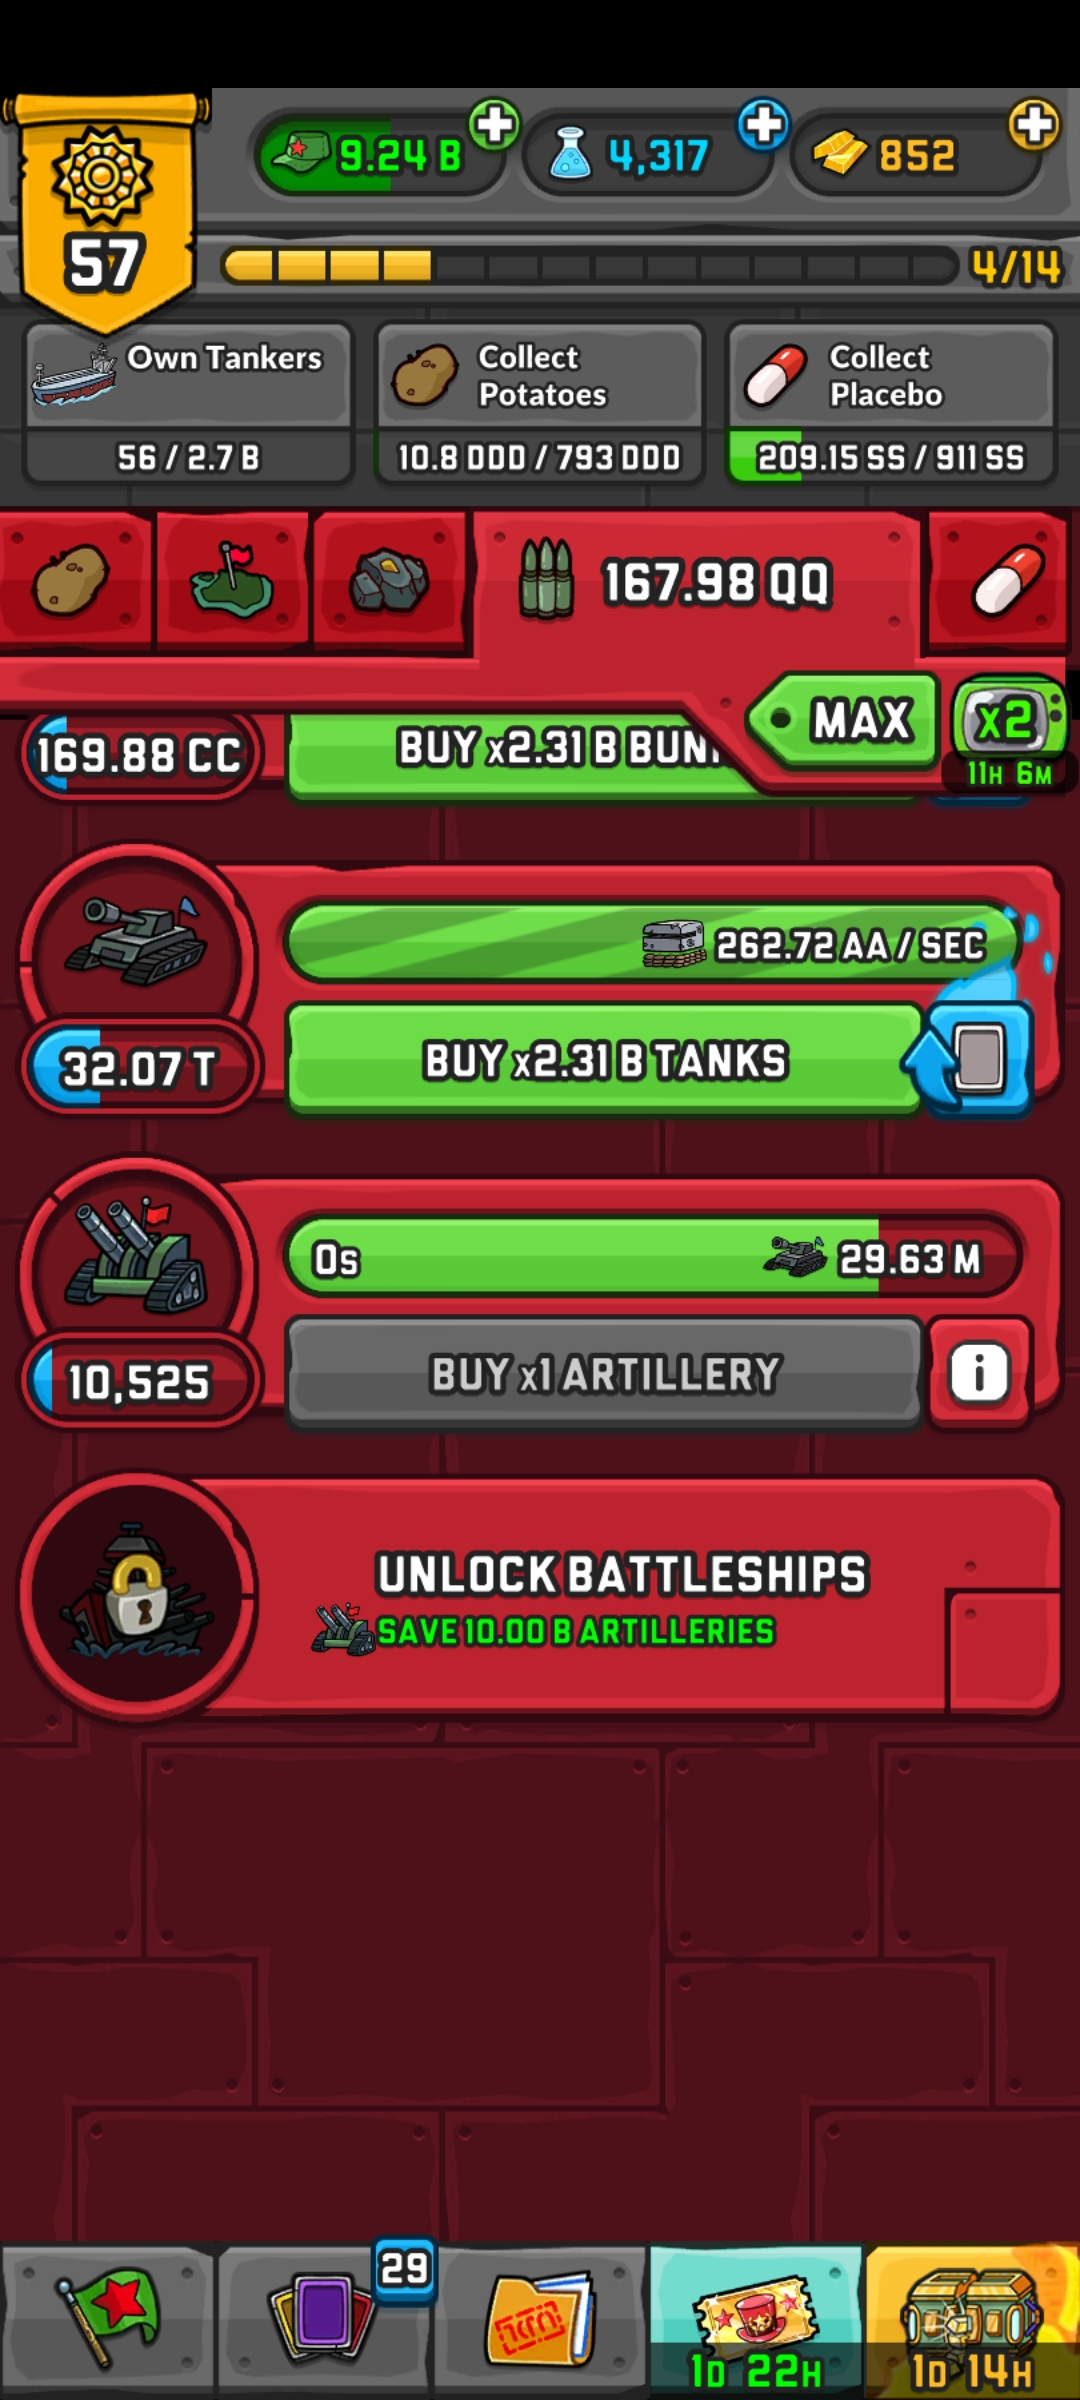 57
9.24 B
4,317
852
4/14
Own Tankers
56 / 2.7 B
Collect
Potatoes
10.8 DDD / 793 DDD
Collect
Placebo
209.15 SS / 911 SS
167.98 QQ
MAX
x2
11H 6M
169.88 CC
BUY x2.31 B BUN
262.72 AA / SEC
32.07 T
BUY x2.31 B TANKS
0s
29.63 M
10,525
BUY x1 ARTILLERY
i
UNLOCK BATTLESHIPS
SAVE 10.00 B ARTILLERIES
29
1D 22H
1D 14H